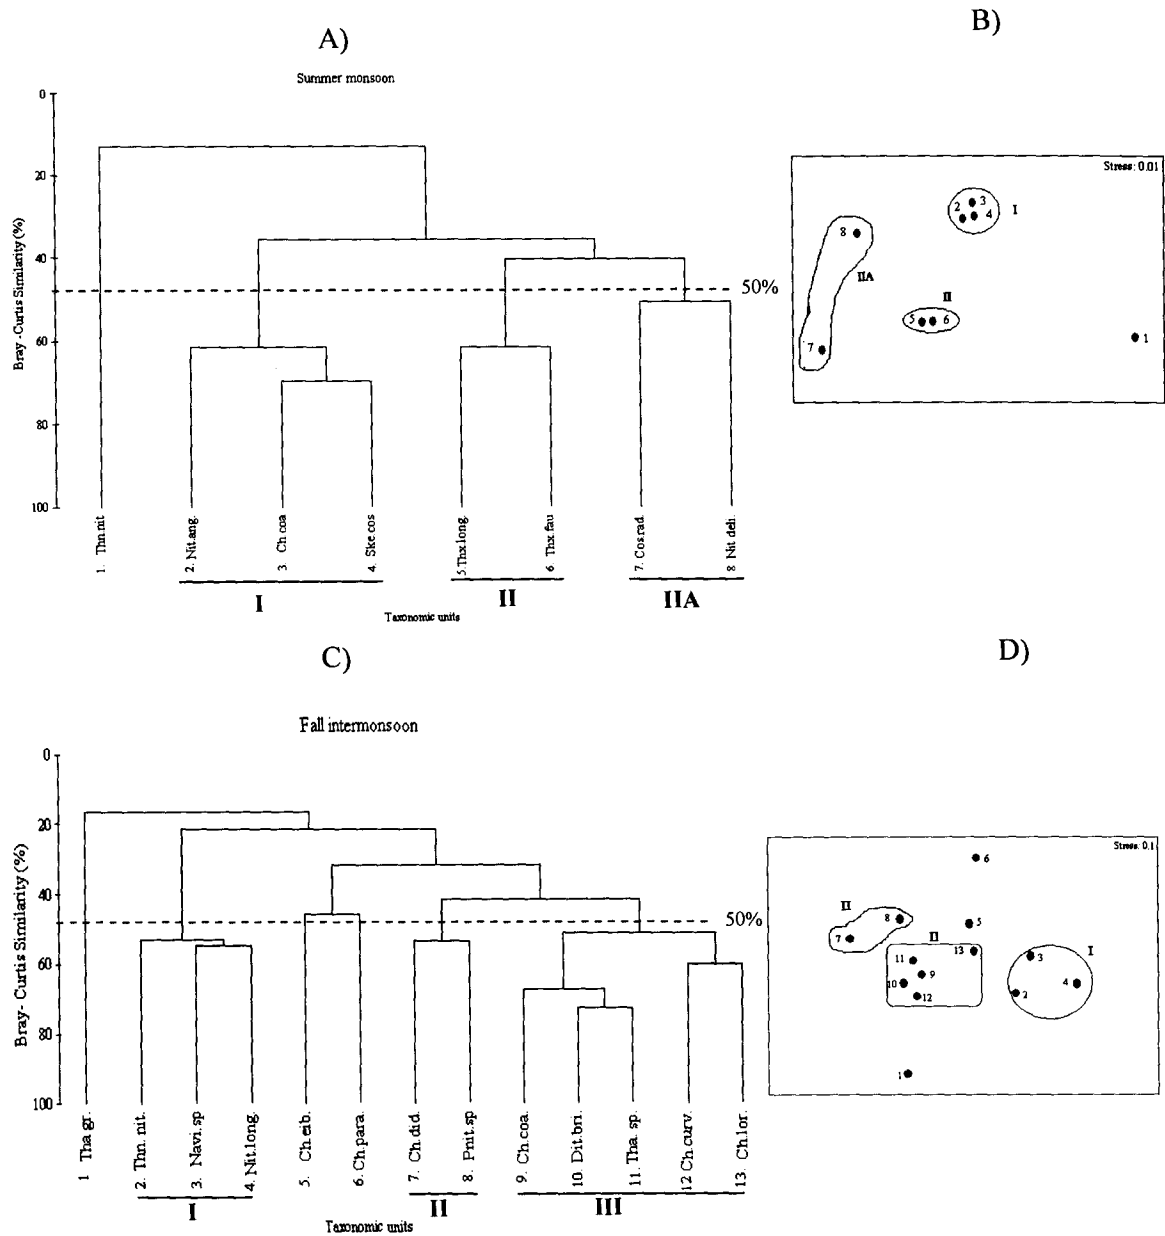 A)
Summer monsoon
Bray-Curtis Similarity (%)
0
20
40
60
80
100
50%
1. Thn.nit
2. Nit.ang.
3. Ch coa
4. Ske.cos
5.Thx.long.
6. Thx.fau
7. Cos.rad.
8 Nit deli.
I
II
IIA
Taxonomic units
B)
Stress: 0.01
2
3
4
I
8
IIA
II
5
6
7
1
C)
Fall intermonsoon
Bray- Curtis Similarity (%)
0
20
40
60
80
100
50%
1 Tha.gr.
2. Thn. nit.
3. Navi.sp
4. Nit.long.
5. Ch.eib.
6. Ch.para.
7. Ch.did.
8. Pnit.sp
9. Ch.coa.
10. Dit.bri.
11. Tha. sp.
12 Ch.curv.
13. Ch.lor.
I
II
III
Taxonomic units
D)
Stress: 0.1
6
II
8
5
7
II
13
11
9
10
12
3
I
4
2
1